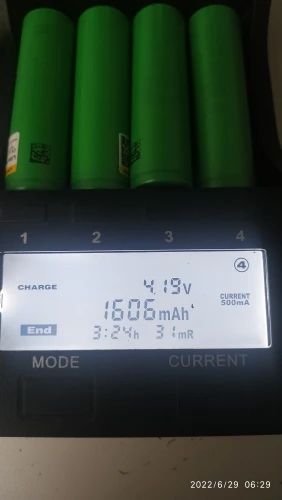 1 2 3 4
4
CHARGE 4.19V
1606mAh
CURRENT
500mA
End 3:24h 31mR
MODE CURRENT
2022/6/29 06:29